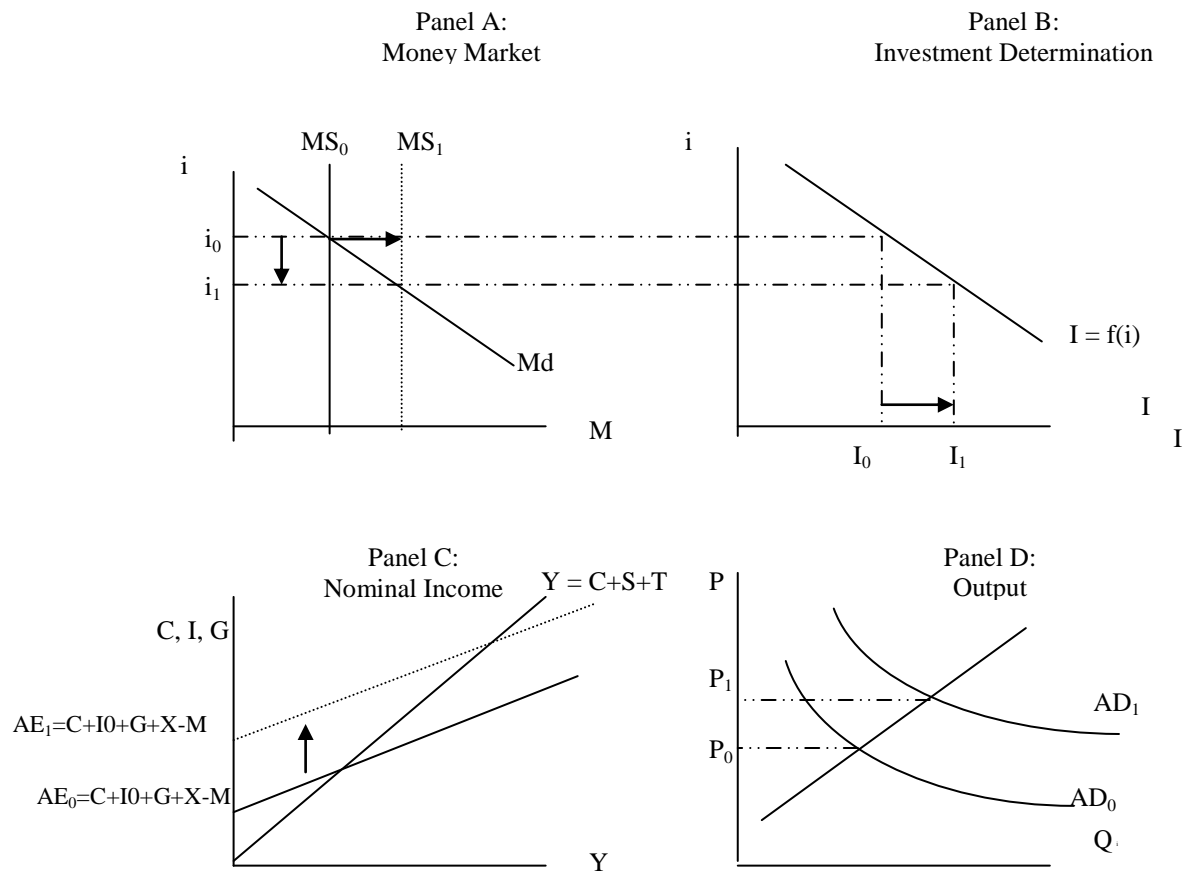 Panel A:
Money Market
Panel B:
Investment Determination
MS₀
MS₁
i
i₀
i₁
Md
M
i
I = f(i)
I
I
I₀
I₁
Panel C:
Nominal Income
Y = C+S+T
C, I, G
AE₁=C+I0+G+X-M
AE₀=C+I0+G+X-M
Y
Panel D:
Output
P
P₁
P₀
AD₁
AD₀
Q